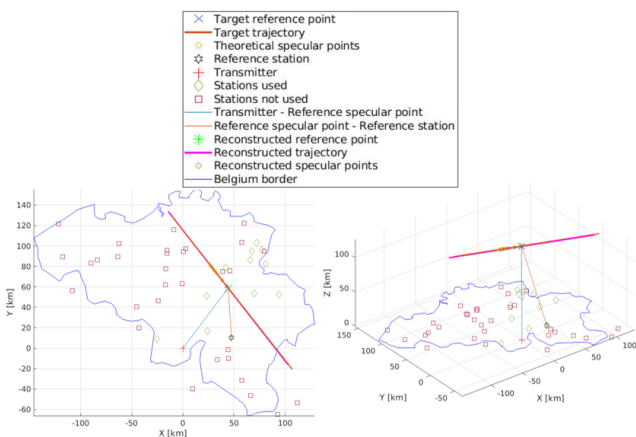 Target reference point
Target trajectory
Theoretical specular points
Reference station
Transmitter
Stations used
Stations not used
Transmitter - Reference specular point
Reference specular point - Reference station
Reconstructed reference point
Reconstructed trajectory
Reconstructed specular points
Belgium border
140
120
100
80
60
40
20
0
-20
-40
-60
Y [km]
-100
-50
0
50
100
X [km]
100
50
0
Z [km]
150
100
50
0
-50
Y [km]
-100
-50
0
50
100
X [km]